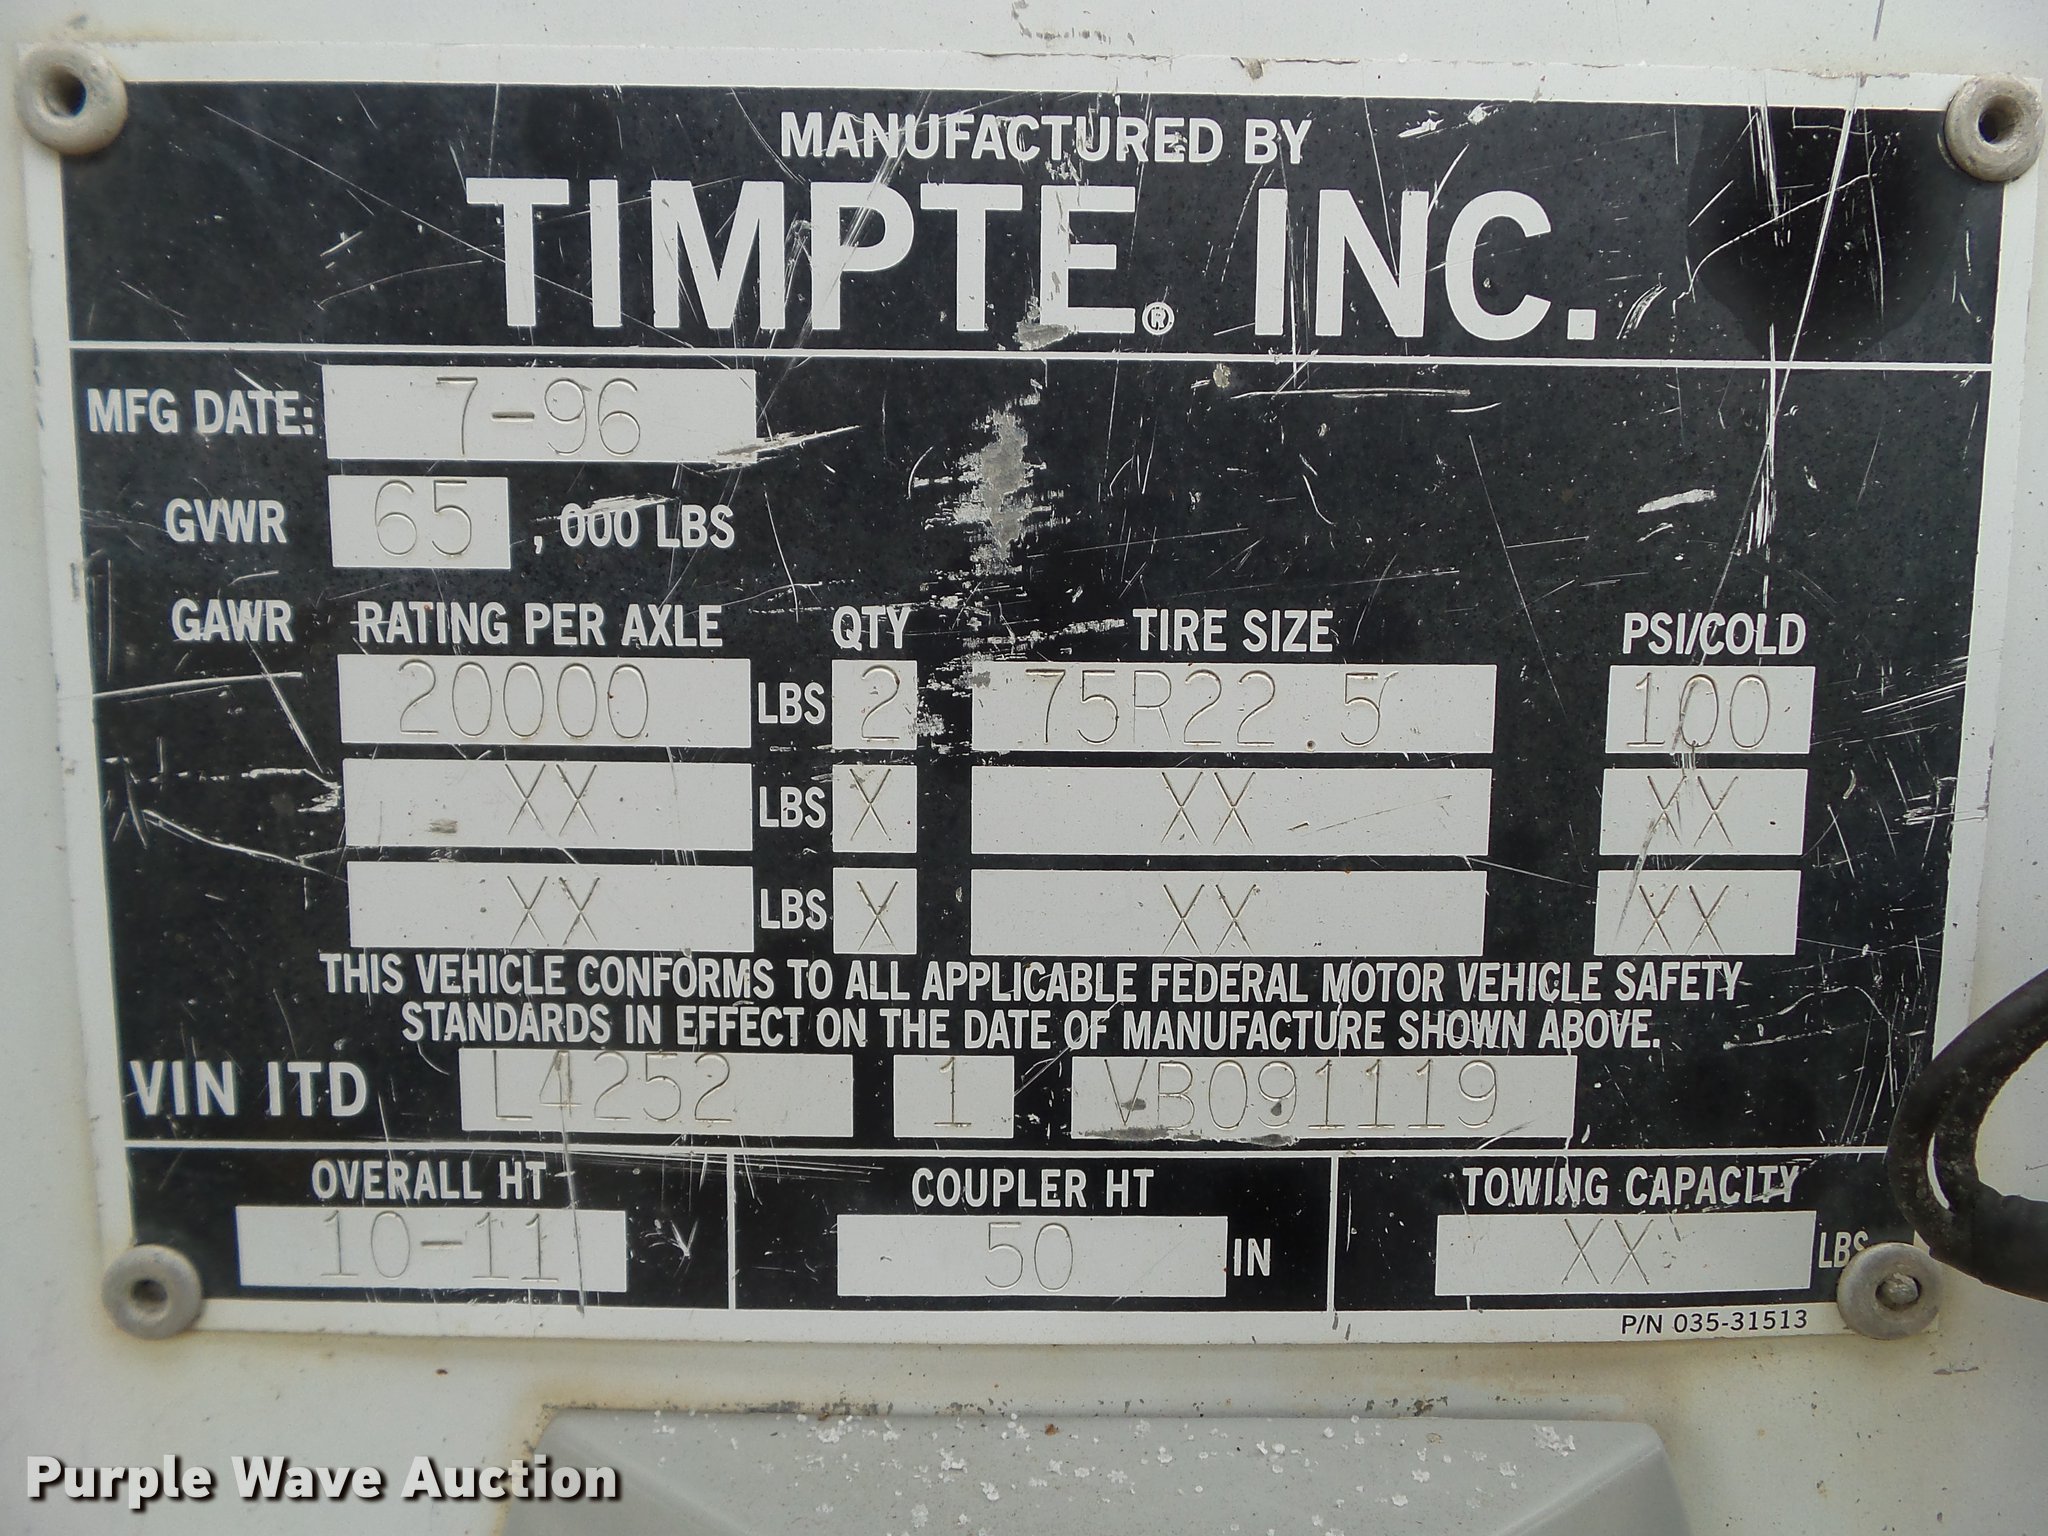 MANUFACTURED BY
TIMPTE® INC.
MFG DATE: 7-96
GVWR 65 ,000 LBS
GAWR RATING PER AXLE QTY TIRE SIZE PSI/COLD
20000 LBS 2 75R22.5 100
XX LBS X XX XX
XX LBS X XX XX
THIS VEHICLE CONFORMS TO ALL APPLICABLE FEDERAL MOTOR VEHICLE SAFETY
STANDARDS IN EFFECT ON THE DATE OF MANUFACTURE SHOWN ABOVE.
VIN ITD L4252 1 VB091119
OVERALL HT COUPLER HT TOWING CAPACITY
10-11 50 IN XX LBS
P/N 035-31513
Purple Wave Auction